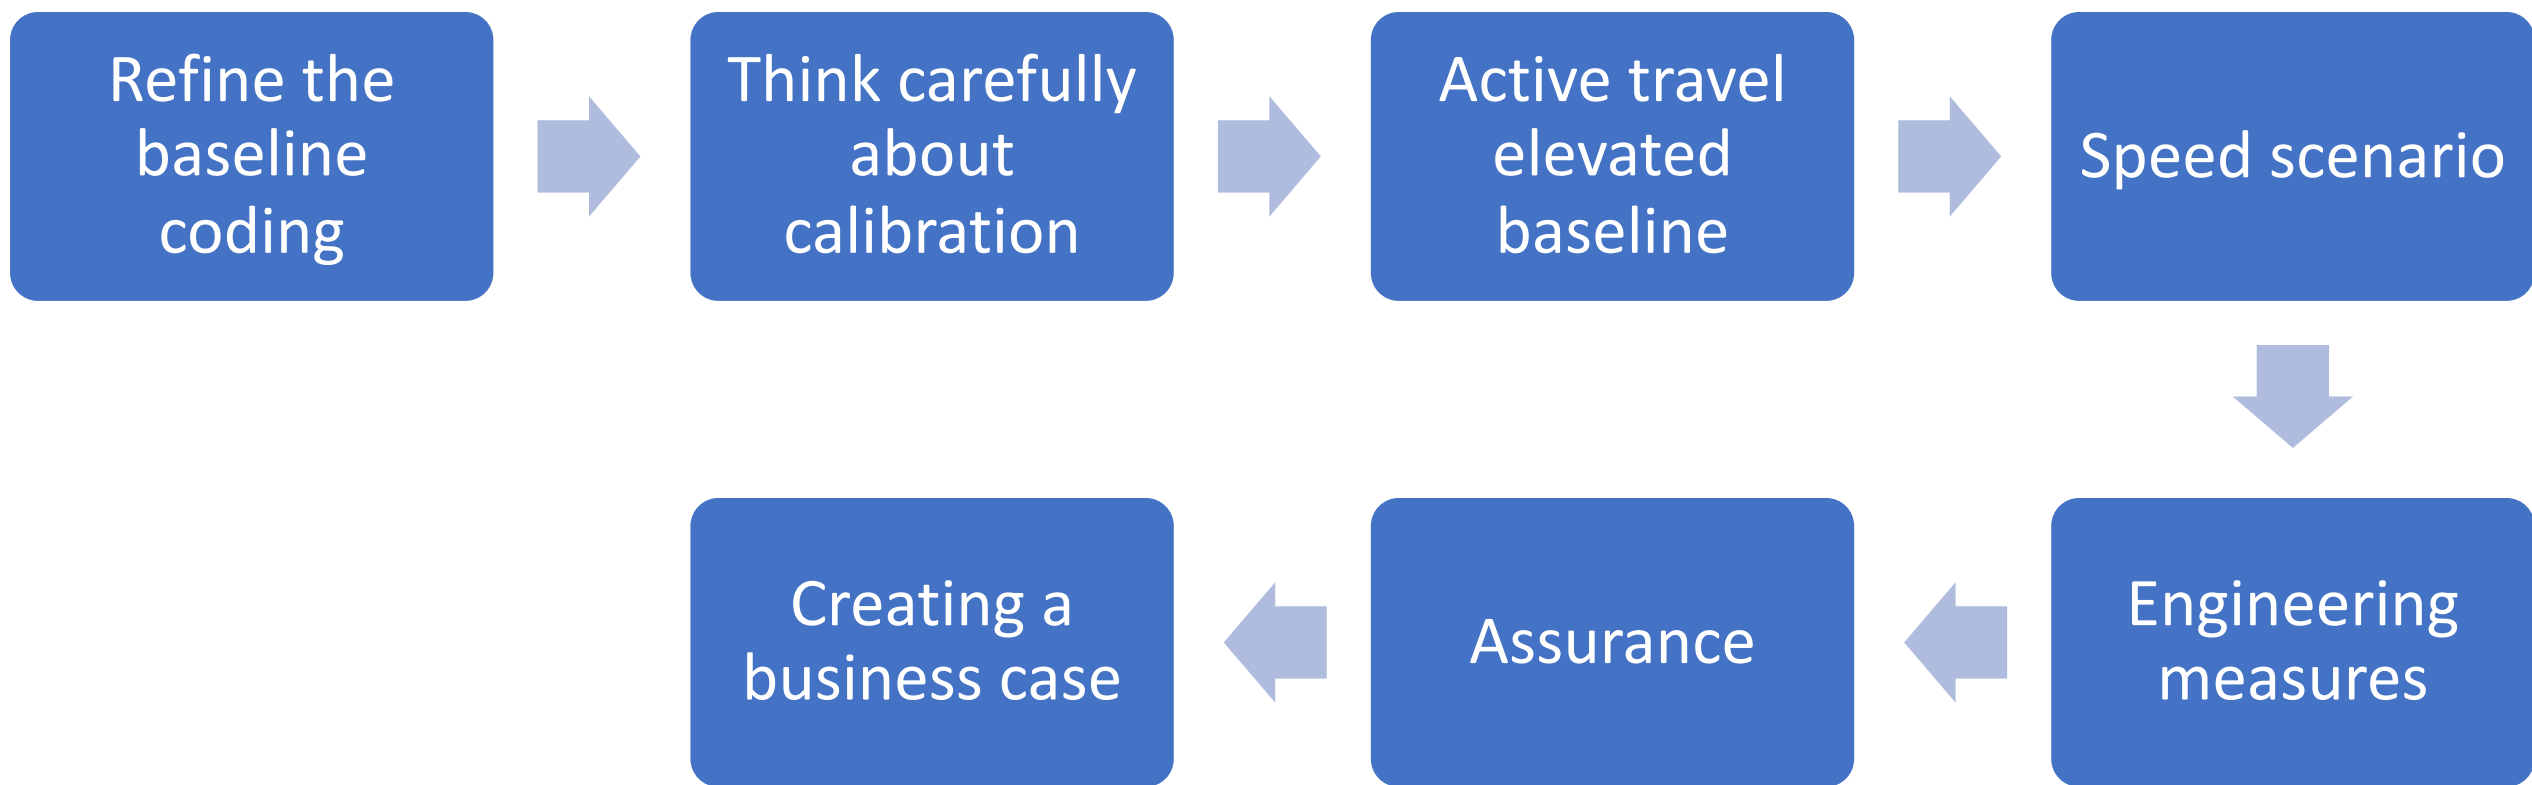 Refine the
baseline
coding
Think carefully
about
calibration
Active travel
elevated
baseline
Speed scenario
Engineering
measures
Assurance
Creating a
business case